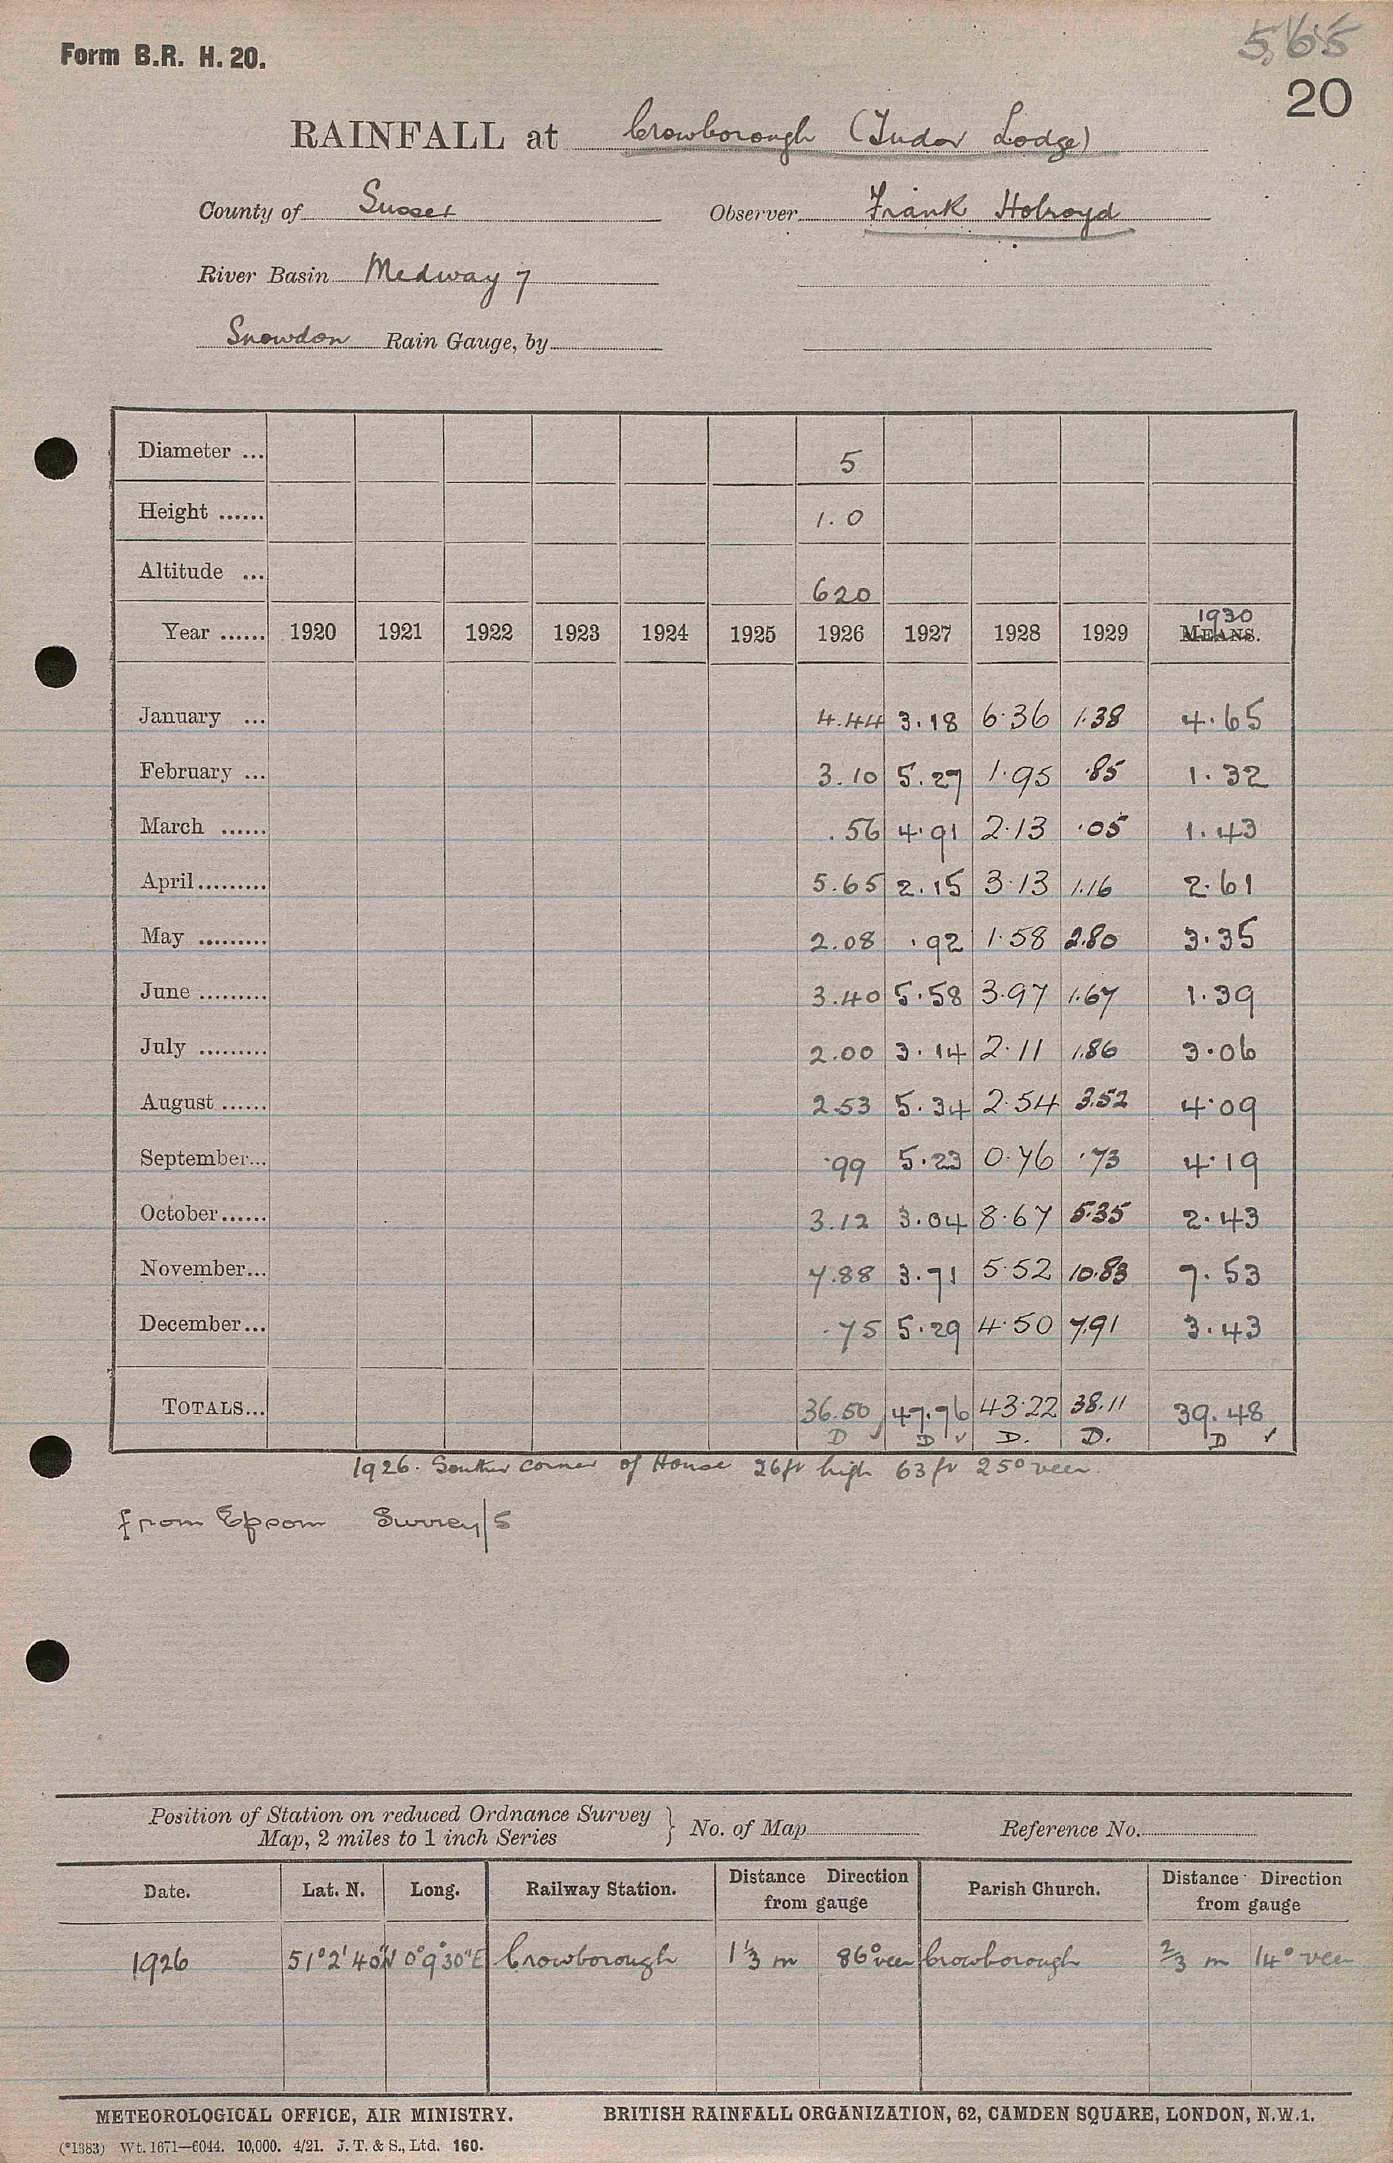 5,65
Form B.R. H. 20.
20
RAINFALL at Crowborough (Tudor Lodge)
County of Sussex Observer Frank Holroyd
River Basin Medway 7
Snowdon Rain Gauge, by
Diameter ... 5
Height ...... 1.0
Altitude ... 620
1930
Year ...... 1920 1921 1922 1923 1924 1925 1926 1927 1928 1929 MEANS.
January ... 4.44 3.18 6.36 1.38 4.65
February ... 3.10 5.27 1.95 .85 1.32
March ...... .56 4.91 2.13 .05 1.43
April ......... 5.65 2.15 3.13 1.16 2.61
May ......... 2.08 .92 1.58 2.80 3.35
June ......... 3.40 5.58 3.97 1.67 1.39
July ......... 2.00 3.14 2.11 1.86 3.06
August ...... 2.53 5.34 2.54 3.52 4.09
September... .99 5.23 0.76 .73 4.19
October...... 3.12 3.04 8.67 5.35 2.43
November... 7.88 3.71 5.52 10.83 7.53
December... .75 5.29 4.50 7.91 3.43
TOTALS... 36.50 47.76 43.22 38.11 39.48
D ✓ D ✓ D. D. D ✓
1926. Southern corner of House 26ft high 63ft 250° veer.
from Epsom Surrey/5
Position of Station on reduced Ordnance Survey
Map, 2 miles to 1 inch Series } No. of Map Reference No.
Date. Lat. N. Long. Railway Station. Distance Direction from gauge Parish Church. Distance Direction from gauge
1926 51°2'40"N 0°9'30"E Crowborough 1⅓ m 86° veer Crowborough ⅔ m 14° veer
METEOROLOGICAL OFFICE, AIR MINISTRY. BRITISH RAINFALL ORGANIZATION, 62, CAMDEN SQUARE, LONDON, N.W.1.
(*1383) Wt. 1671—6044. 10,000. 4/21. J. T. & S., Ltd. 160.